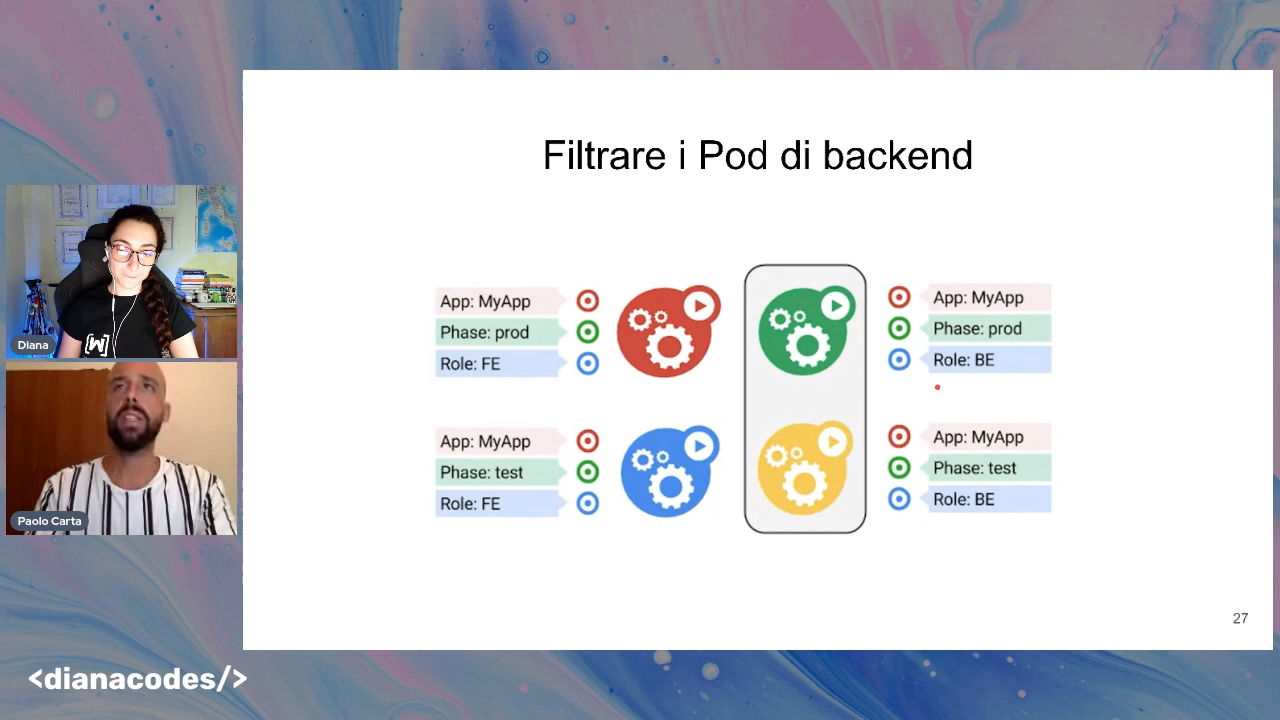 Filtrare i Pod di backend
App: MyApp
Phase: prod
Role: FE
App: MyApp
Phase: prod
Role: BE
App: MyApp
Phase: test
Role: FE
App: MyApp
Phase: test
Role: BE
27
Diana
Paolo Carta
<dianacodes/>